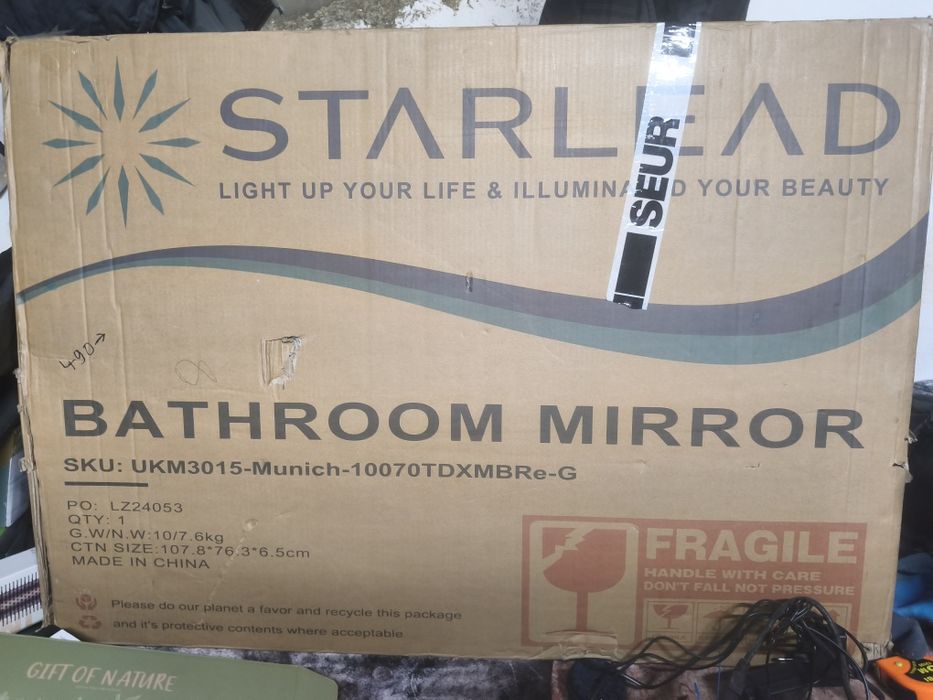 STARLEAD
LIGHT UP YOUR LIFE & ILLUMINA D YOUR BEAUTY
SEUR
490→
BATHROOM MIRROR
SKU: UKM3015-Munich-10070TDXMBRe-G
PO: LZ24053
QTY: 1
G.W/N.W:10/7.6kg
CTN SIZE:107.8*76.3*6.5cm
MADE IN CHINA
FRAGILE
HANDLE WITH CARE
DON'T FALL NOT PRESSURE
Please do our planet a favor and recycle this package
and it's protective contents where acceptable
GIFT OF NATURE